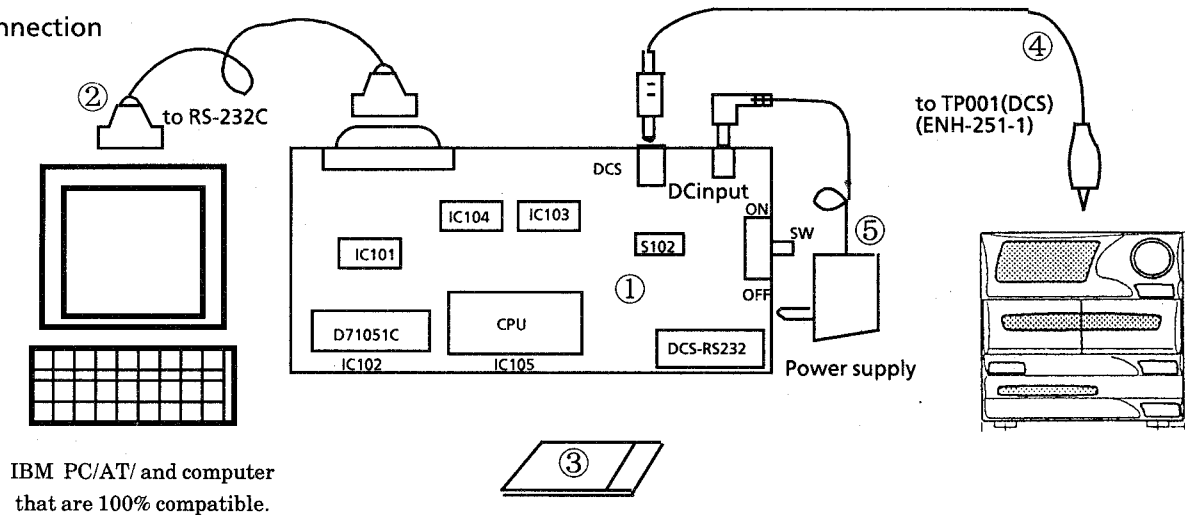 nnection
②
to RS-232C
④
to TP001(DCS)
(ENH-251-1)
DCS
DCinput
IC104
IC103
ON
SW
⑤
IC101
S102
①
OFF
D71051C
CPU
DCS-RS232
IC102
IC105
Power supply
③
IBM PC/AT/ and computer
that are 100% compatible.